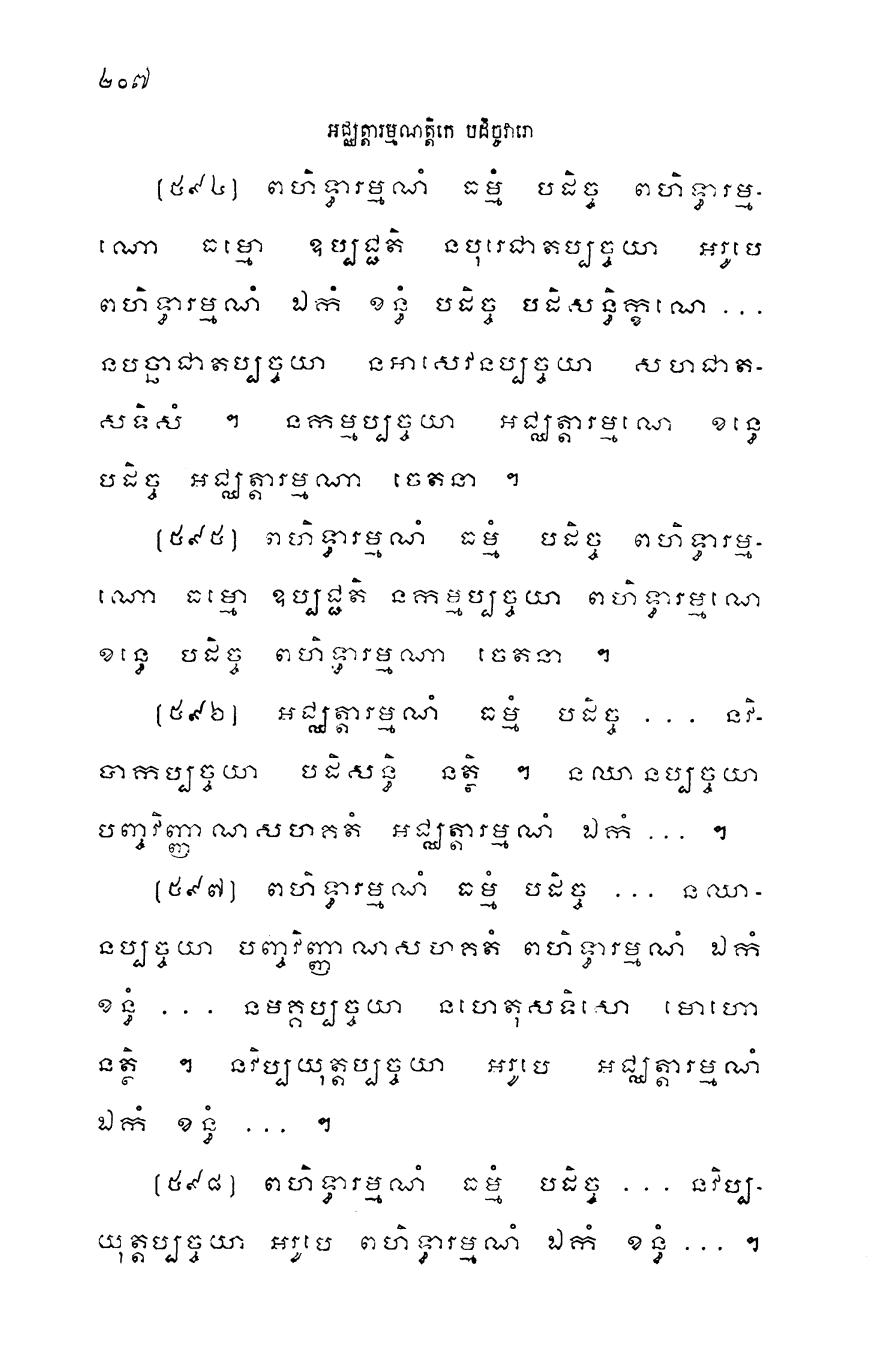 ២០៧
អជ្ឈត្តារម្មណត្តិកេ បដិច្ចវារោ
[៥៩៤] ពហិទ្ធារម្មណំ ធម្មំ បដិច្ច ពហិទ្ធារម្ម-
ណោ ធម្មោ ឧប្បជ្ជតិ នបុរេជាតប្បច្ចយា អរូបេ
ពហិទ្ធារម្មណំ ឯកំ ខន្ធំ បដិច្ច បដិសន្ធិក្ខណេ ...
នបច្ឆាជាតប្បច្ចយា នអាសេវនប្បច្ចយា សហជាត-
សទិសំ ។ នកម្មប្បច្ចយា អជ្ឈត្តារម្មណេ ខន្ធេ
បដិច្ច អជ្ឈត្តារម្មណា ចេតនា ។
[៥៩៥] ពហិទ្ធារម្មណំ ធម្មំ បដិច្ច ពហិទ្ធារម្ម-
ណោ ធម្មោ ឧប្បជ្ជតិ នកម្មប្បច្ចយា ពហិទ្ធារម្មណេ
ខន្ធេ បដិច្ច ពហិទ្ធារម្មណា ចេតនា ។
[៥៩៦] អជ្ឈត្តារម្មណំ ធម្មំ បដិច្ច ... នវិ-
បាកប្បច្ចយា បដិសន្ធិ នត្ថិ ។ នឈានប្បច្ចយា
បញ្ចវិញ្ញាណសហគតំ អជ្ឈត្តារម្មណំ ឯកំ ... ។
[៥៩៧] ពហិទ្ធារម្មណំ ធម្មំ បដិច្ច ... នឈា-
នប្បច្ចយា បញ្ចវិញ្ញាណសហគតំ ពហិទ្ធារម្មណំ ឯកំ
ខន្ធំ ... នមគ្គប្បច្ចយា នហេតុសទិសោ មោហោ
នត្ថិ ។ នវិប្បយុត្តប្បច្ចយា អរូបេ អជ្ឈត្តារម្មណំ
ឯកំ ខន្ធំ ... ។
[៥៩៨] ពហិទ្ធារម្មណំ ធម្មំ បដិច្ច ... នវិប្ប-
យុត្តប្បច្ចយា អរូបេ ពហិទ្ធារម្មណំ ឯកំ ខន្ធំ ... ។